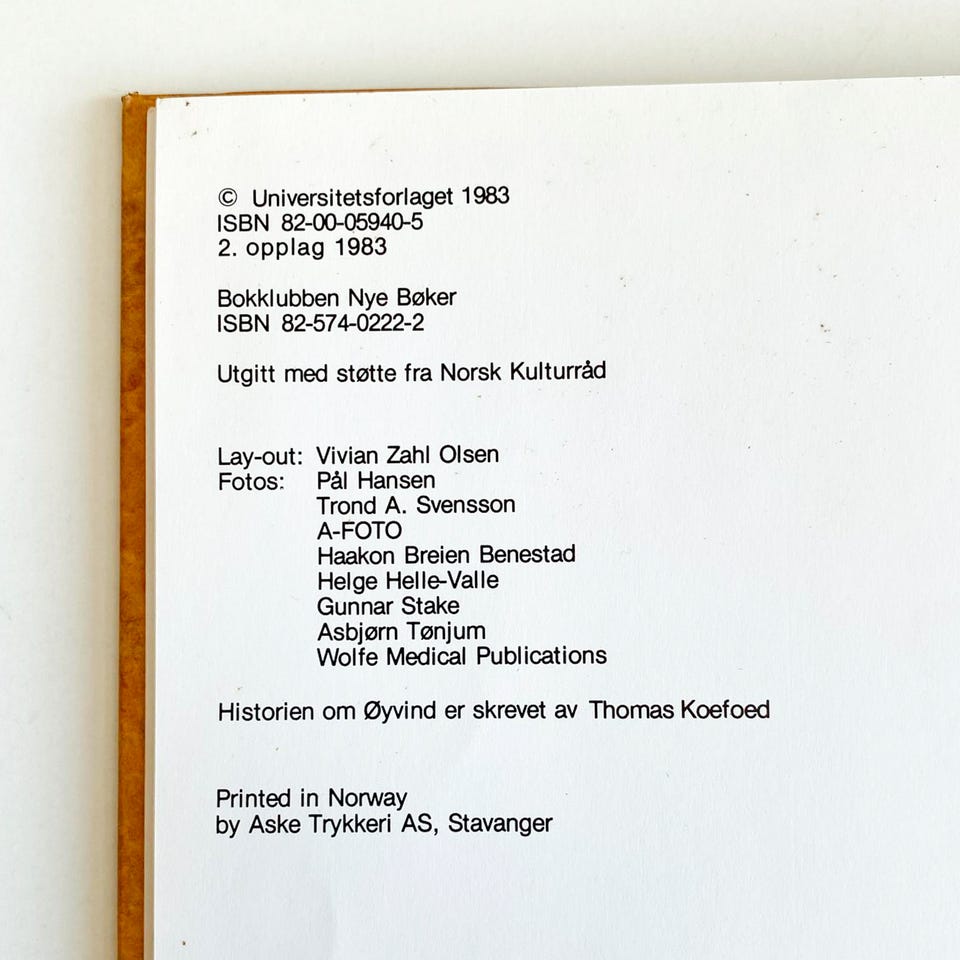 © Universitetsforlaget 1983
ISBN 82-00-05940-5
2. opplag 1983
Bokklubben Nye Bøker
ISBN 82-574-0222-2
Utgitt med støtte fra Norsk Kulturråd
Lay-out: Vivian Zahl Olsen
Fotos: Pål Hansen
Trond A. Svensson
A-FOTO
Haakon Breien Benestad
Helge Helle-Valle
Gunnar Stake
Asbjørn Tønjum
Wolfe Medical Publications
Historien om Øyvind er skrevet av Thomas Koefoed
Printed in Norway
by Aske Trykkeri AS, Stavanger